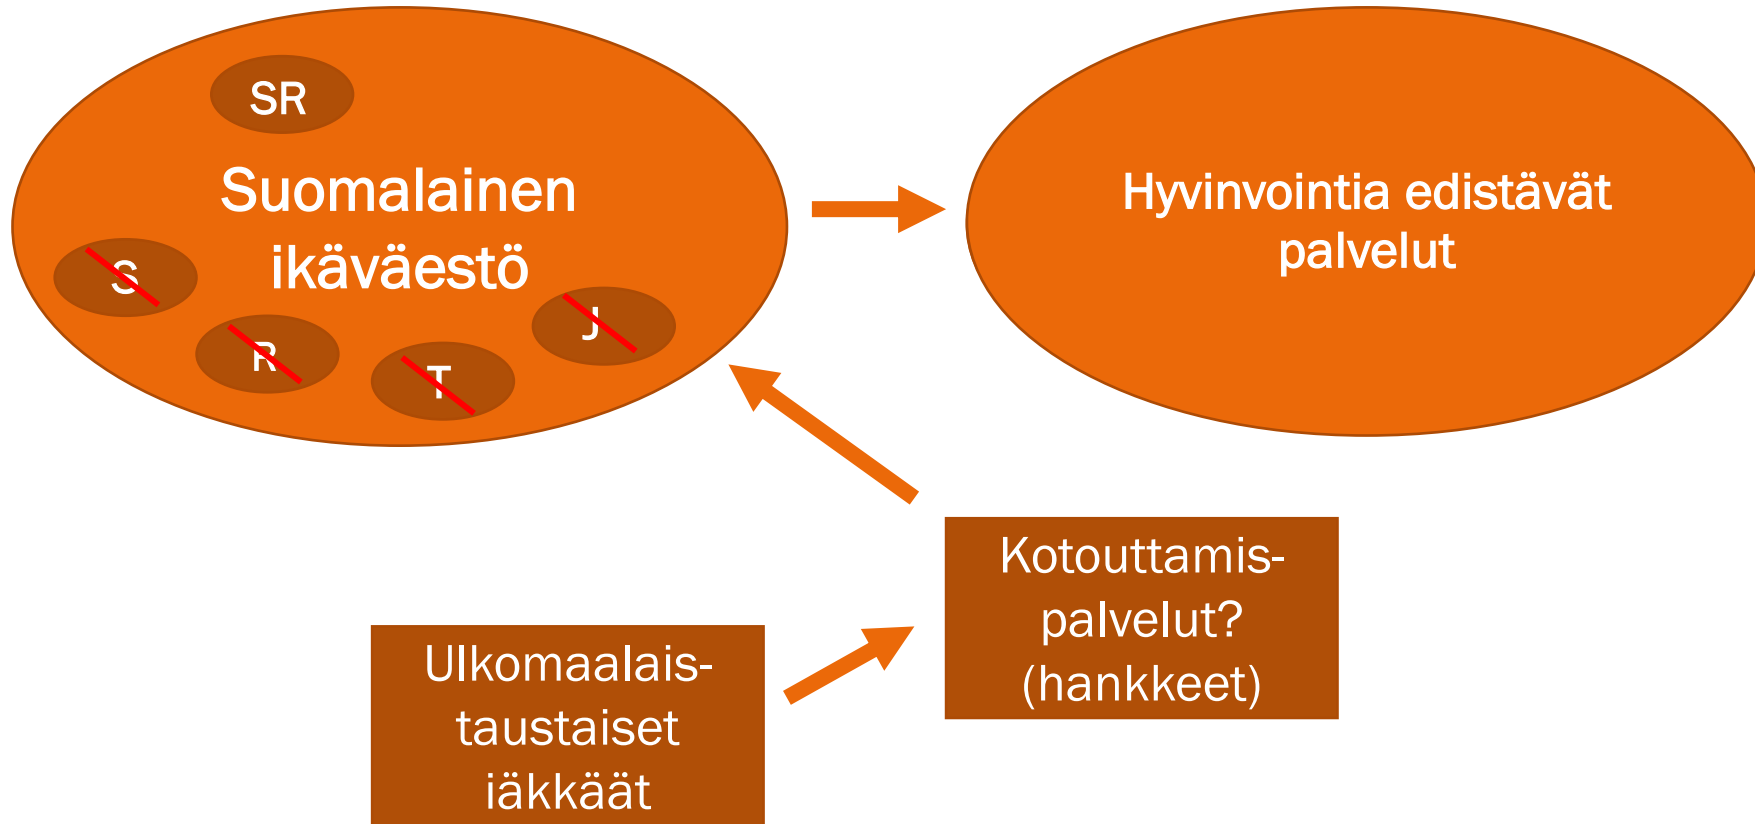 SR
Suomalainen
ikäväestö
S
R
T
J
Hyvinvointia edistävät
palvelut
Kotouttamis-
palvelut?
(hankkeet)
Ulkomaalais-
taustaiset
iäkkäät